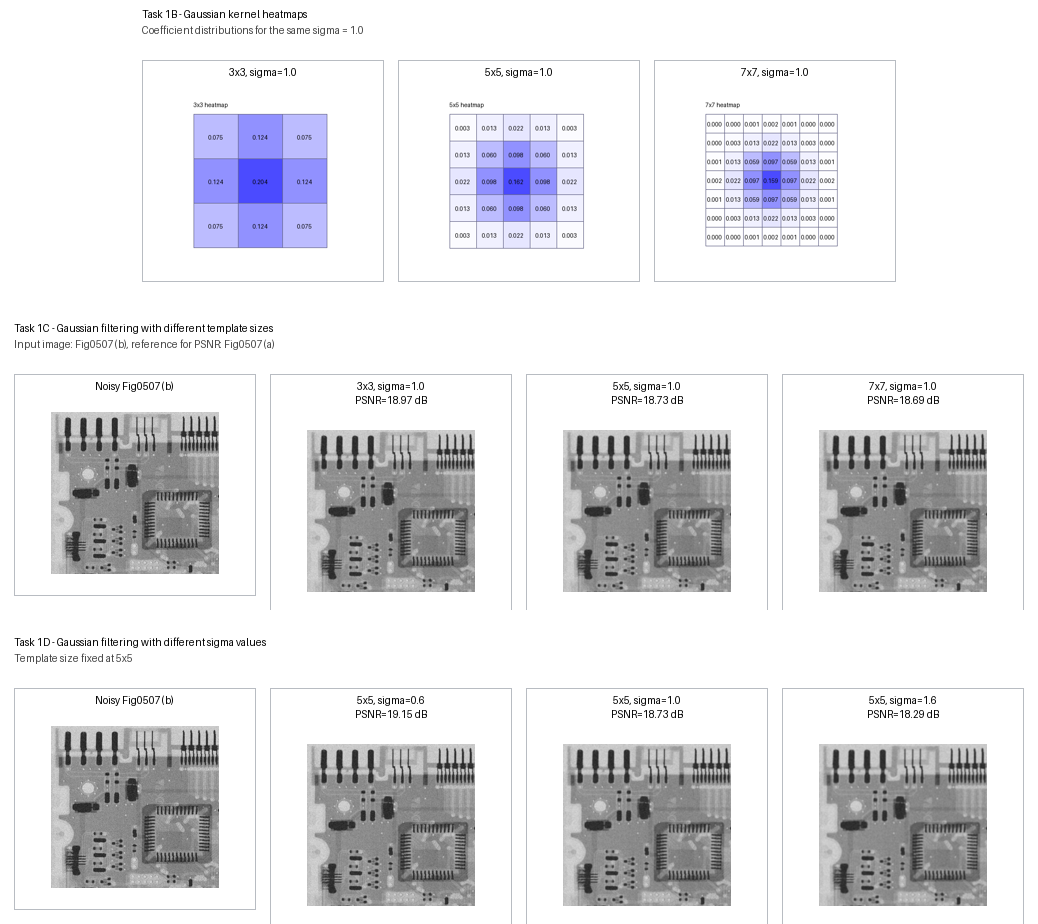 Task 1B - Gaussian kernel heatmaps
Coefficient distributions for the same sigma = 1.0
3x3, sigma=1.0
5x5, sigma=1.0
7x7, sigma=1.0
3x3 heatmap
0.075 0.124 0.075
0.124 0.204 0.124
0.075 0.124 0.075
5x5 heatmap
0.003 0.013 0.022 0.013 0.003
0.013 0.060 0.098 0.060 0.013
0.022 0.098 0.162 0.098 0.022
0.013 0.060 0.098 0.060 0.013
0.003 0.013 0.022 0.013 0.003
7x7 heatmap
0.000 0.000 0.001 0.002 0.001 0.000 0.000
0.000 0.003 0.013 0.022 0.013 0.003 0.000
0.001 0.013 0.059 0.097 0.059 0.013 0.001
0.002 0.022 0.097 0.159 0.097 0.022 0.002
0.001 0.013 0.059 0.097 0.059 0.013 0.001
0.000 0.003 0.013 0.022 0.013 0.003 0.000
0.000 0.000 0.001 0.002 0.001 0.000 0.000
Task 1C - Gaussian filtering with different template sizes
Input image: Fig0507(b), reference for PSNR: Fig0507(a)
Noisy Fig0507(b)
3x3, sigma=1.0
PSNR=18.97 dB
5x5, sigma=1.0
PSNR=18.73 dB
7x7, sigma=1.0
PSNR=18.69 dB
Task 1D - Gaussian filtering with different sigma values
Template size fixed at 5x5
Noisy Fig0507(b)
5x5, sigma=0.6
PSNR=19.15 dB
5x5, sigma=1.0
PSNR=18.73 dB
5x5, sigma=1.6
PSNR=18.29 dB